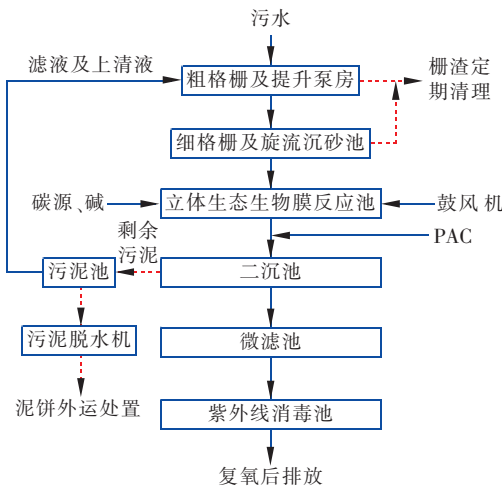 污水
滤液及上清液
粗格栅及提升泵房
栅渣定
期清理
细格栅及旋流沉砂池
碳源、碱
立体生态生物膜反应池
鼓风机
剩余
污泥
PAC
污泥池
二沉池
污泥脱水机
微滤池
泥饼外运处置
紫外线消毒池
复氧后排放